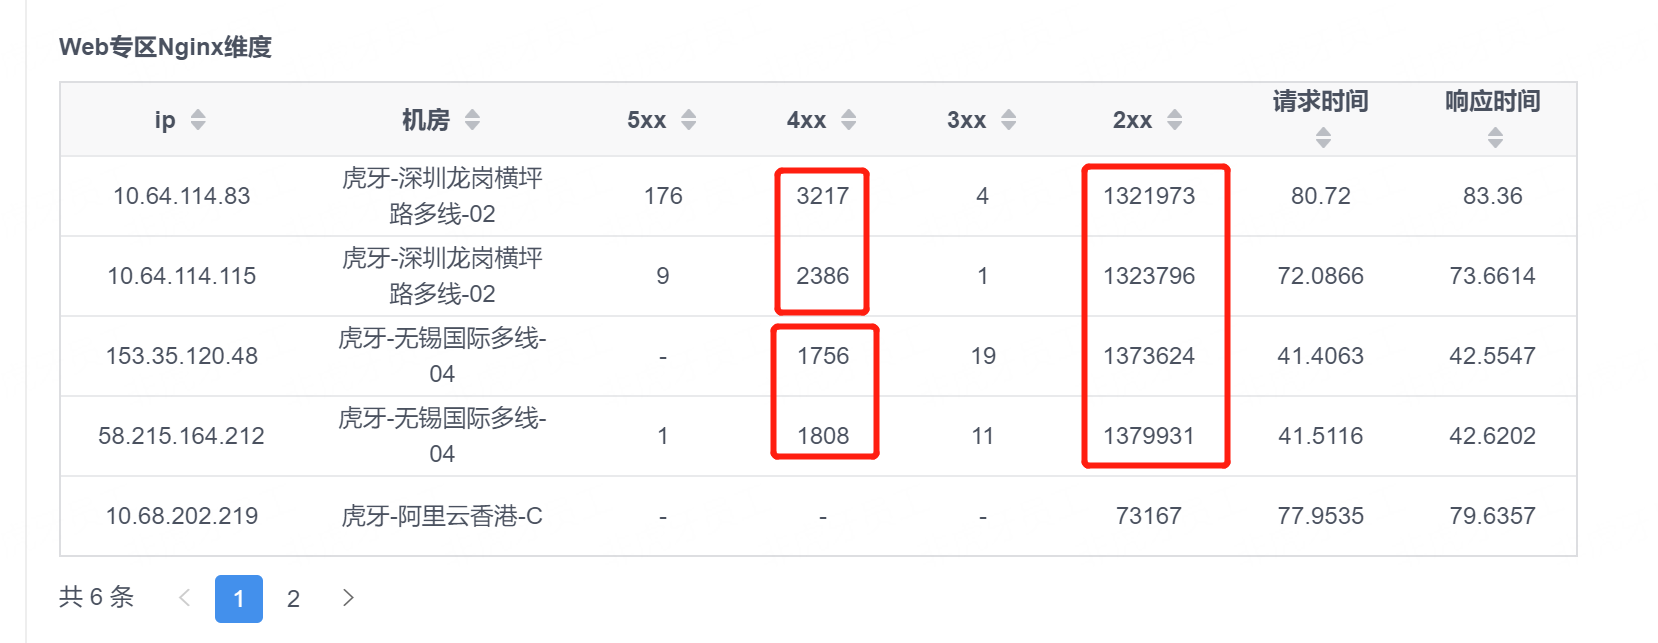 Web专区Nginx维度
ip 机房 5xx 4xx 3xx 2xx 请求时间 响应时间
10.64.114.83 虎牙-深圳龙岗横坪 176 3217 4 1321973 80.72 83.36
路多线-02
10.64.114.115 虎牙-深圳龙岗横坪 9 2386 1 1323796 72.0866 73.6614
路多线-02
153.35.120.48 虎牙-无锡国际多线- - 1756 19 1373624 41.4063 42.5547
04
58.215.164.212 虎牙-无锡国际多线- 1 1808 11 1379931 41.5116 42.6202
04
10.68.202.219 虎牙-阿里云香港-C - - - 73167 77.9535 79.6357
共 6 条 < 1 2 >